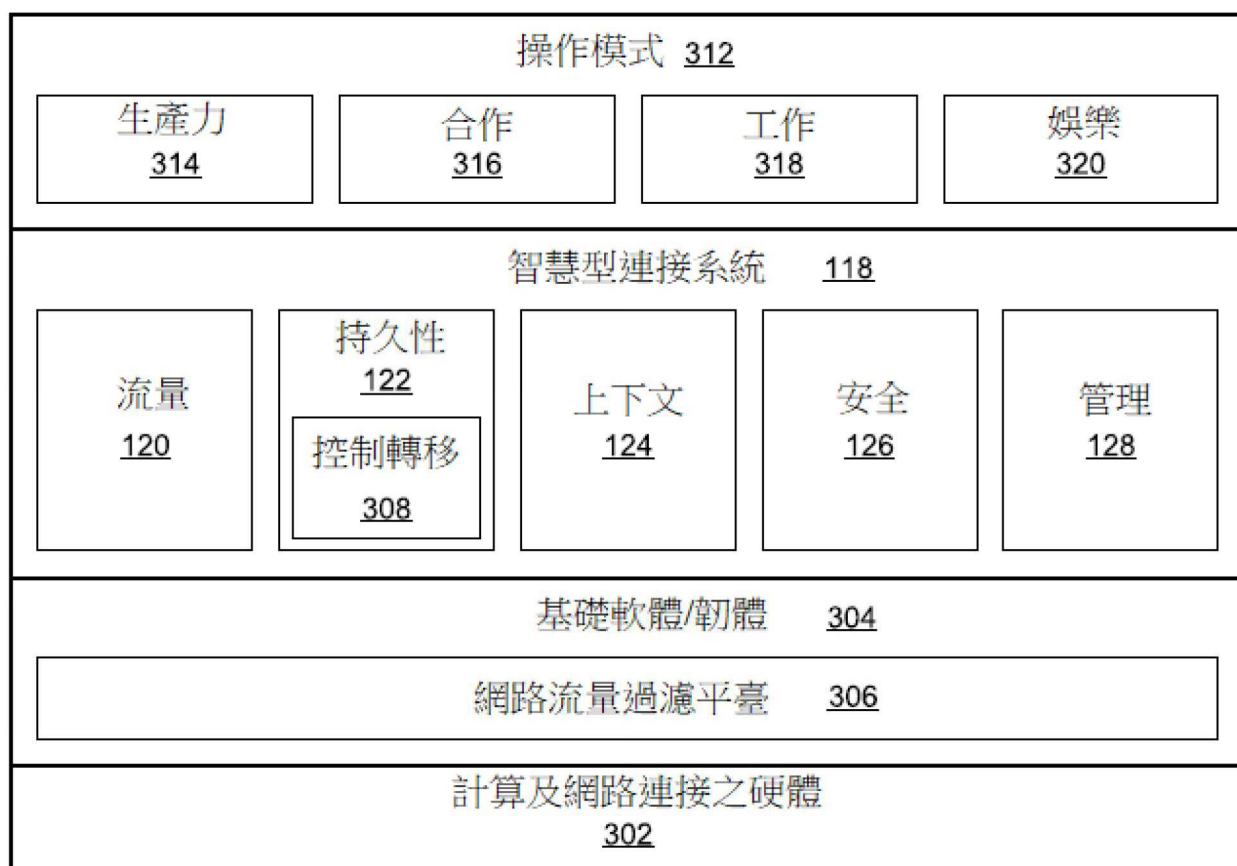 操作模式 312
生產力 合作 工作 娛樂
314 316 318 320
智慧型連接系統 118
流量
120
持久性
122
控制轉移
308
上下文
124
安全
126
管理
128
基礎軟體/韌體 304
網路流量過濾平臺 306
計算及網路連接之硬體
302